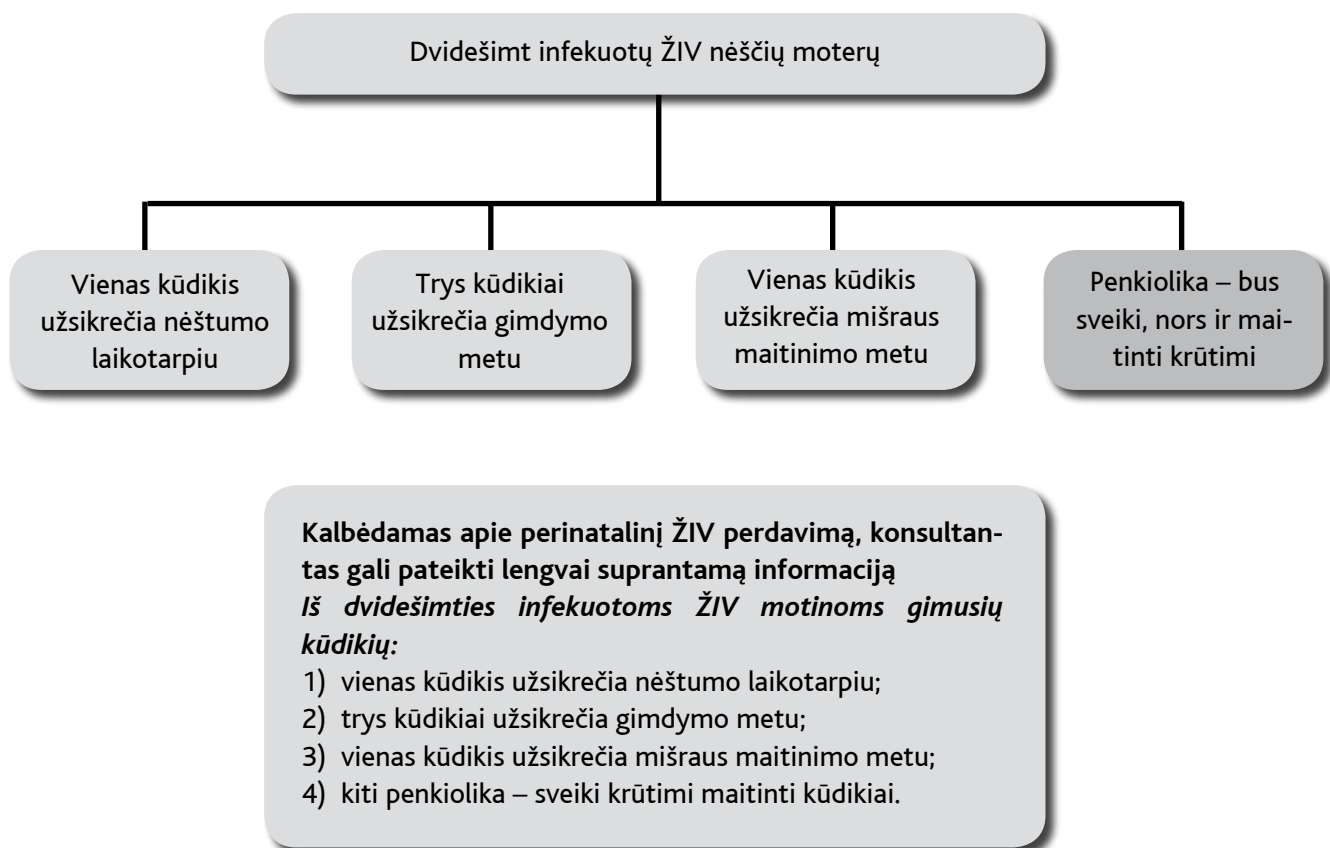 Dvidešimt infekuotų ŽIV nėščių moterų
Vienas kūdikis
užsikrečia nėštumo
laikotarpiu
Trys kūdikiai
užsikrečia gimdymo
metu
Vienas kūdikis
užsikrečia mišraus
maitinimo metu
Penkiolika – bus
sveiki, nors ir mai-
tinti krūtimi
Kalbėdamas apie perinatalinį ŽIV perdavimą, konsultan-
tas gali pateikti lengvai suprantamą informaciją
Iš dvidešimties infekuotoms ŽIV motinoms gimusių
kūdikių:
1) vienas kūdikis užsikrečia nėštumo laikotarpiu;
2) trys kūdikiai užsikrečia gimdymo metu;
3) vienas kūdikis užsikrečia mišraus maitinimo metu;
4) kiti penkiolika – sveiki krūtimi maitinti kūdikiai.